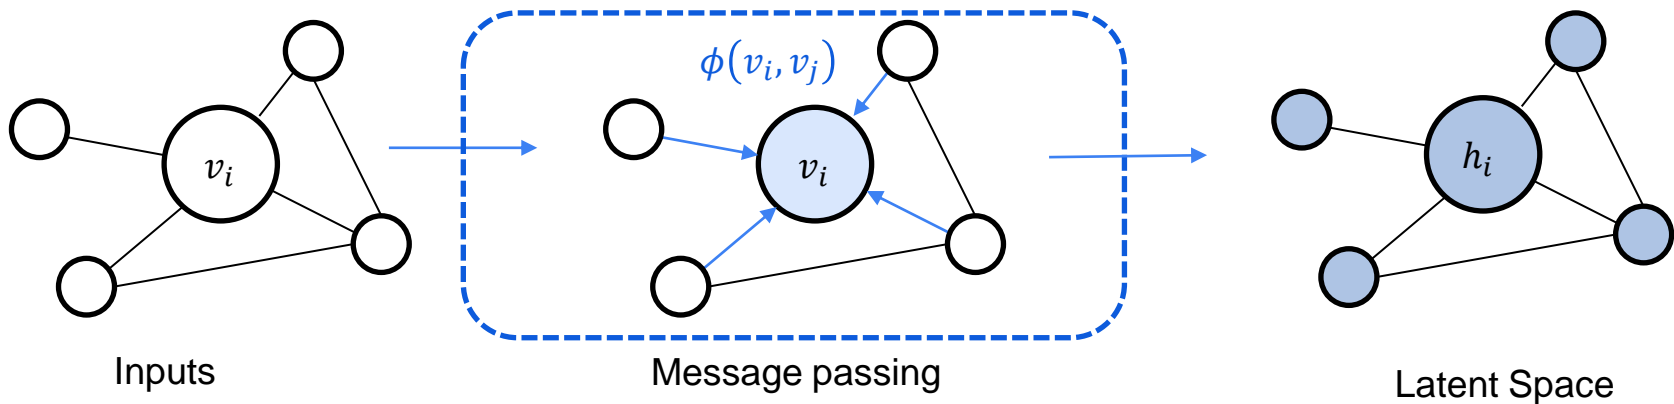 ϕ(v_i, v_j)
v_i
v_i
h_i
Inputs
Message passing
Latent Space